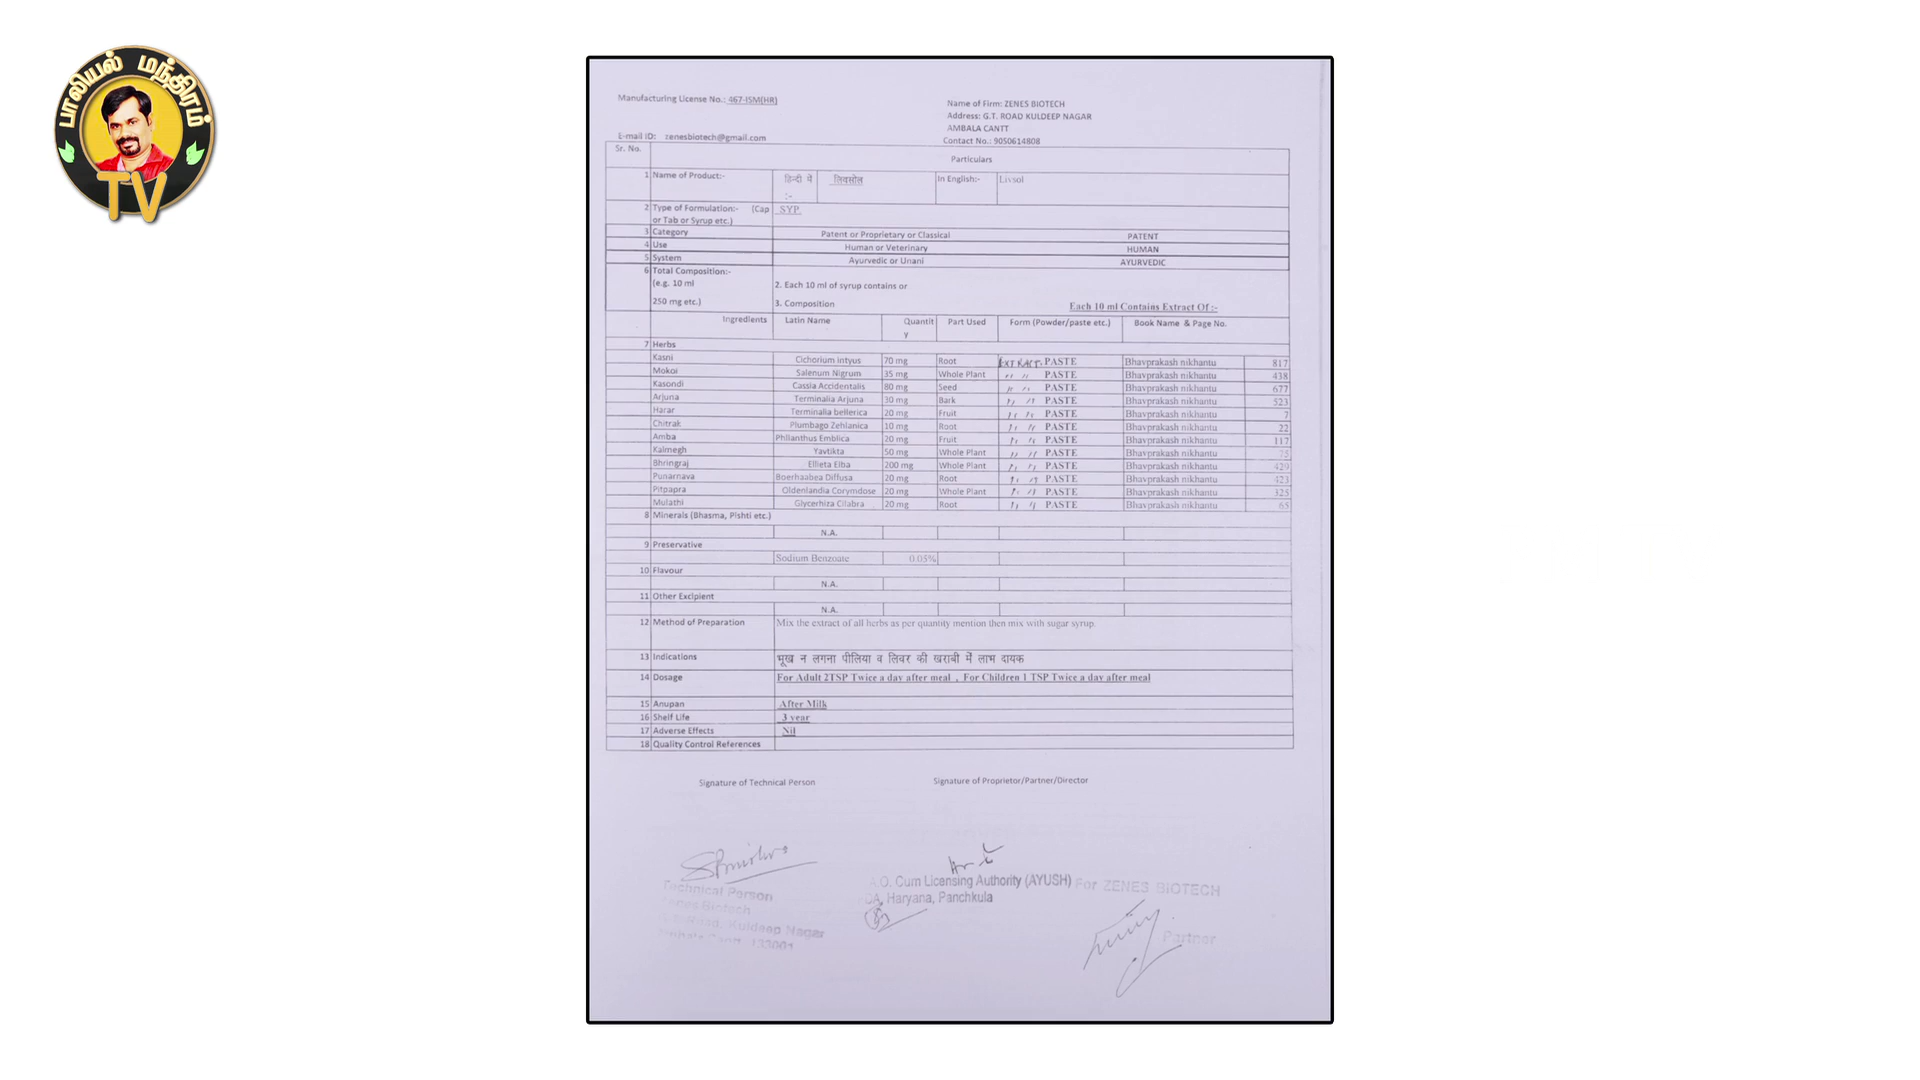 பாலியல் மந்திரம்
TV
Manufacturing License No.: 467-ISM(HR)
Name of Firm: ZENES BIOTECH
Address: G.T. ROAD KULDEEP NAGAR
AMBALA CANTT
E-mail ID: zenesbiotech@gmail.com
Contact No.: 9050614808
Sr. No. Particulars
1 Name of Product:- हिन्दी में :- लिवसोल In English:- Livsol
2 Type of Formulation:- (Cap or Tab or Syrup etc.) SYP
3 Category Patent or Proprietary or Classical PATENT
4 Use Human or Veterinary HUMAN
5 System Ayurvedic or Unani AYURVEDIC
6 Total Composition:-
(e.g. 10 ml 2. Each 10 ml of syrup contains or
250 mg etc.) 3. Composition Each 10 ml Contains Extract Of :-
Ingredients Latin Name Quantity Part Used Form (Powder/paste etc.) Book Name & Page No.
7 Herbs
Kasni Cichorium Intyus 70 mg Root EXTRACT PASTE Bhavprakash nikhantu 817
Mokoi Salenum Nigrum 35 mg Whole Plant " " PASTE Bhavprakash nikhantu 438
Kasondi Cassia Accidentalis 80 mg Seed " " PASTE Bhavprakash nikhantu 677
Arjuna Terminalia Arjuna 30 mg Bark " " PASTE Bhavprakash nikhantu 523
Harar Terminalia bellerica 20 mg Fruit " " PASTE Bhavprakash nikhantu 7
Chitrak Plumbago Zehlanica 10 mg Root " " PASTE Bhavprakash nikhantu 22
Amba Philanthus Emblica 20 mg Fruit " " PASTE Bhavprakash nikhantu 117
Kalmegh Yavtikta 50 mg Whole Plant " " PASTE Bhavprakash nikhantu 75
Bhringraj Ellieta Elba 200 mg Whole Plant " " PASTE Bhavprakash nikhantu 429
Punarnava Boerhaabea Diffusa 20 mg Root " " PASTE Bhavprakash nikhantu 423
Pitpapra Oldenlandia Corymdose 20 mg Whole Plant " " PASTE Bhavprakash nikhantu 325
Mulathi Glycerhiza Cilabra 20 mg Root " " PASTE Bhavprakash nikhantu 65
8 Minerals (Bhasma, Pishti etc.)
N.A.
9 Preservative
Sodium Benzoate 0.05%
10 Flavour
N.A.
11 Other Excipient
N.A.
12 Method of Preparation Mix the extract of all herbs as per quantity mention then mix with sugar syrup.
13 Indications भूख न लगना पीलिया व लिवर की खराबी में लाभ दायक
14 Dosage For Adult 2TSP Twice a day after meal , For Children 1 TSP Twice a day after meal
15 Anupan After Milk
16 Shelf Life 3 year
17 Adverse Effects Nil
18 Quality Control References
Signature of Technical Person Signature of Proprietor/Partner/Director
A.O. Cum Licensing Authority (AYUSH) For ZENES BIOTECH
Technical Person
Haryana, Panchkula
Biotech
Kuldeep Nagar
Partner
133001